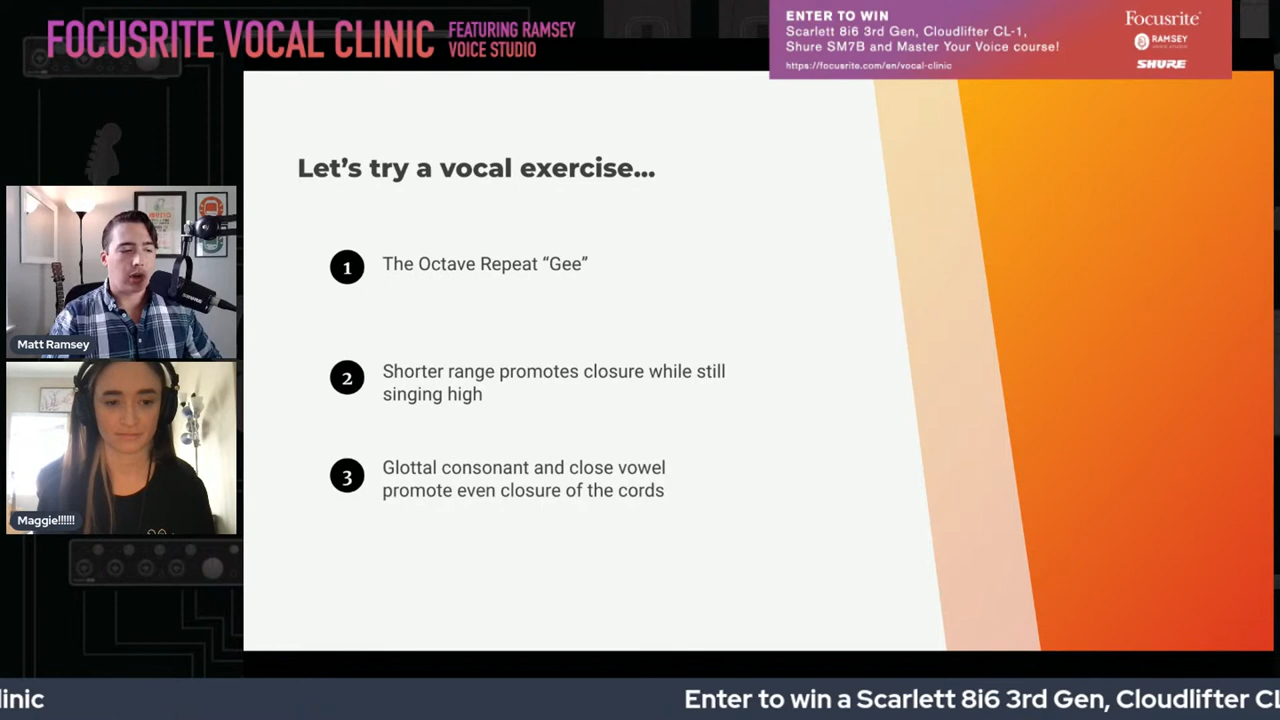 FOCUSRITE VOCAL CLINIC
FEATURING RAMSEY
VOICE STUDIO
ENTER TO WIN
Scarlett 8i6 3rd Gen, Cloudlifter CL-1,
Shure SM7B and Master Your Voice course!
https://focusrite.com/en/vocal-clinic
Focusrite
RAMSEY
VOICE STUDIO
SHURE
Let's try a vocal exercise...
1 The Octave Repeat “Gee”
2 Shorter range promotes closure while still
singing high
3 Glottal consonant and close vowel
promote even closure of the cords
SHURE
Matt Ramsey
Maggie!!!!!!
linic
Enter to win a Scarlett 8i6 3rd Gen, Cloudlifter CL